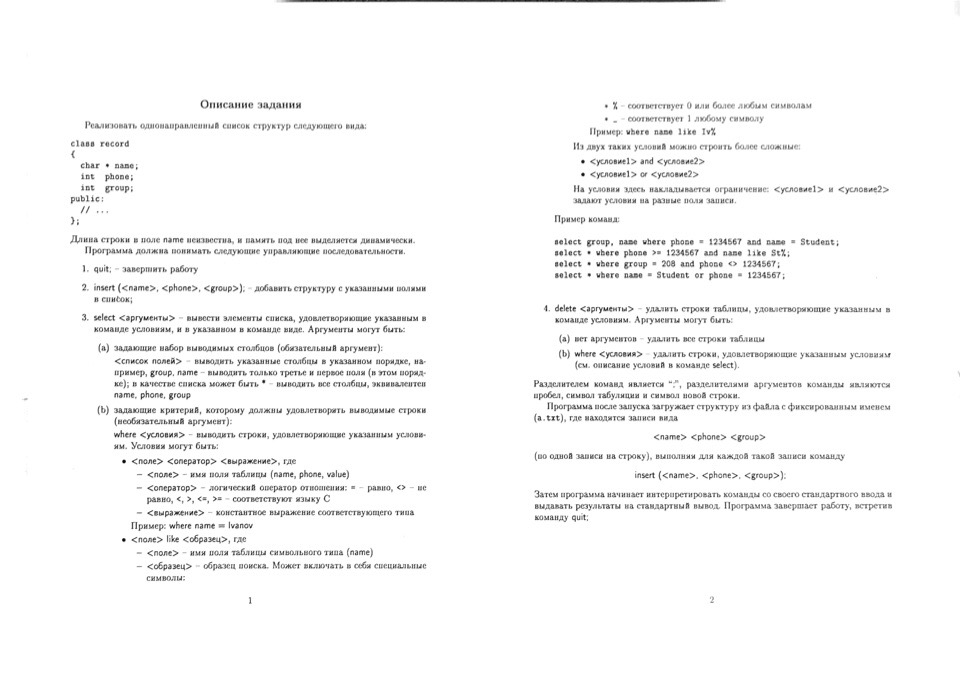 Описание задания
Реализовать однонаправленный список структур следующего вида:
class record
{
char * name;
int phone;
int group;
public:
// ...
};
Длина строки в поле name неизвестна, и память под нее выделяется динамически.
Программа должна понимать следующие управляющие последовательности.
1. quit; – завершить работу
2. insert (<name>, <phone>, <group>); – добавить структуру с указанными полями
в список;
3. select <аргументы> – вывести элементы списка, удовлетворяющие указанным в
команде условиям, и в указанном в команде виде. Аргументы могут быть:
(a) задающие набор выводимых столбцов (обязательный аргумент):
<список полей> – выводить указанные столбцы в указанном порядке, на-
пример, group, name – выводить только третье и первое поля (в этом поряд-
ке); в качестве списка может быть * – выводить все столбцы, эквивалентен
name, phone, group
(b) задающие критерий, которому должны удовлетворять выводимые строки
(необязательный аргумент):
where <условия> – выводить строки, удовлетворяющие указанным услови-
ям. Условия могут быть:
• <поле> <оператор> <выражение>, где
– <поле> – имя поля таблицы (name, phone, value)
– <оператор> – логический оператор отношения: = – равно, <> – не
равно, <, >, <=, >= – соответствуют языку C
– <выражение> – константное выражение соответствующего типа
Пример: where name = Ivanov
• <поле> like <образец>, где
– <поле> – имя поля таблицы символьного типа (name)
– <образец> – образец поиска. Может включать в себя специальные
символы:
1
* % – соответствует 0 или более любым символам
* _ – соответствует 1 любому символу
Пример: where name like Iv%
Из двух таких условий можно строить более сложные:
• <условие1> and <условие2>
• <условие1> or <условие2>
На условия здесь накладывается ограничение: <условие1> и <условие2>
задают условия на разные поля записи.
Пример команд:
select group, name where phone = 1234567 and name = Student;
select * where phone >= 1234567 and name like St%;
select * where group = 208 and phone <> 1234567;
select * where name = Student or phone = 1234567;
4. delete <аргументы> – удалить строки таблицы, удовлетворяющие указанным в
команде условиям. Аргументы могут быть:
(a) нет аргументов – удалить все строки таблицы
(b) where <условия> – удалить строки, удовлетворяющие указанным условиям
(см. описание условий в команде select).
Разделителем команд является “;”, разделителями аргументов команды являются
пробел, символ табуляции и символ новой строки.
Программа после запуска загружает структуру из файла с фиксированным именем
(a.txt), где находятся записи вида
<name> <phone> <group>
(по одной записи на строку), выполняя для каждой такой записи команду
insert (<name>, <phone>, <group>);
Затем программа начинает интерпретировать команды со своего стандартного ввода и
выдавать результаты на стандартный вывод. Программа завершает работу, встретив
команду quit;
2